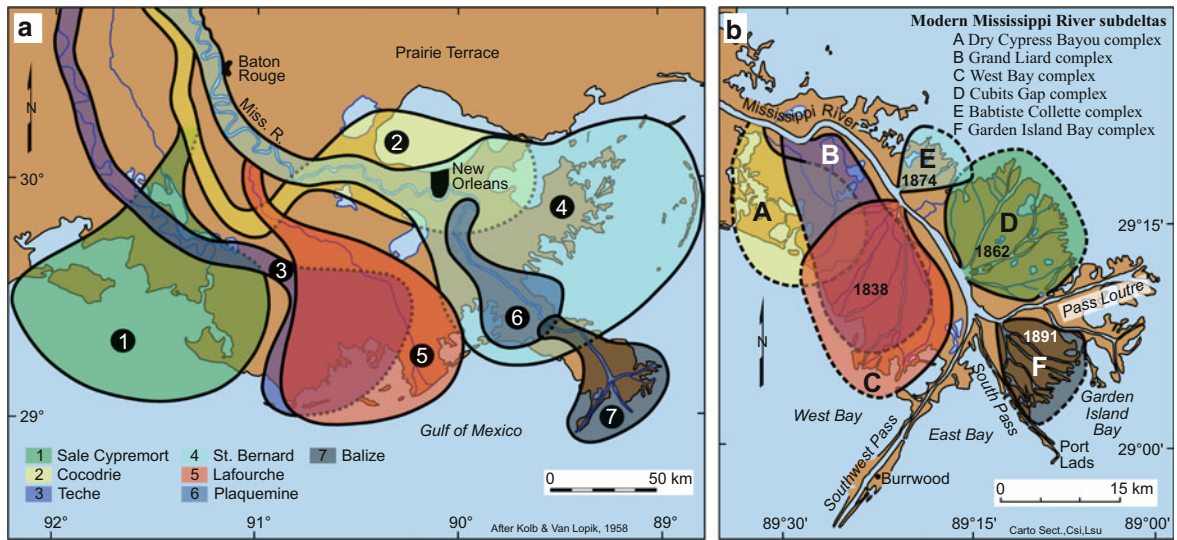 a
Prairie Terrace
Baton
Rouge
N
Miss. R.
2
30°
New
Orleans
4
3
6
1
5
29°
7
Gulf of Mexico
1 Sale Cypremort
2 Cocodrie
3 Teche
4 St. Bernard
5 Lafourche
6 Plaquemine
7 Balize
0 50 km
92° 91° 90° 89°
After Kolb & Van Lopik, 1958
b
Modern Mississippi River subdeltas
A Dry Cypress Bayou complex
B Grand Liard complex
C West Bay complex
D Cubits Gap complex
E Babtiste Collette complex
F Garden Island Bay complex
Mississippi River
B
E
1874
A
D
29°15'
1862
1838
Pass Loutre
N
1891
F
C
South Pass
Garden
Island
Bay
West Bay
East Bay
Southwest Pass
Port
Lads
29°00'
Burrwood
0 15 km
89°30' 89°15' 89°00'
Carto Sect.,Csi,Lsu